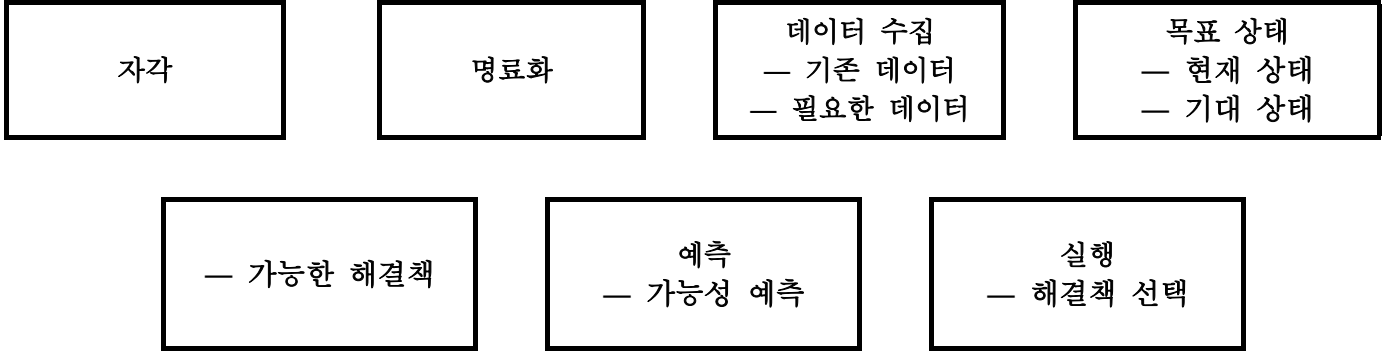 자각
명료화
데이터 수집
— 기존 데이터
— 필요한 데이터
목표 상태
— 현재 상태
— 기대 상태
— 가능한 해결책
예측
— 가능성 예측
실행
— 해결책 선택